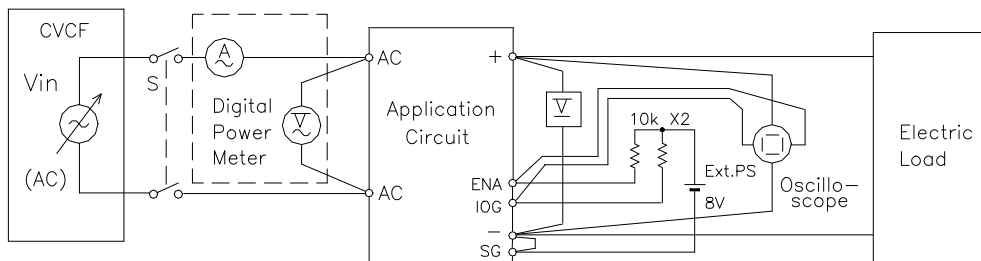 CVCF
Vin
(AC)
S
A
Digital
Power
Meter
V
AC
AC
Application
Circuit
+
ENA
IOG
−
SG
V
10k X2
Ext.PS
8V
Oscillo-
scope
Electric
Load